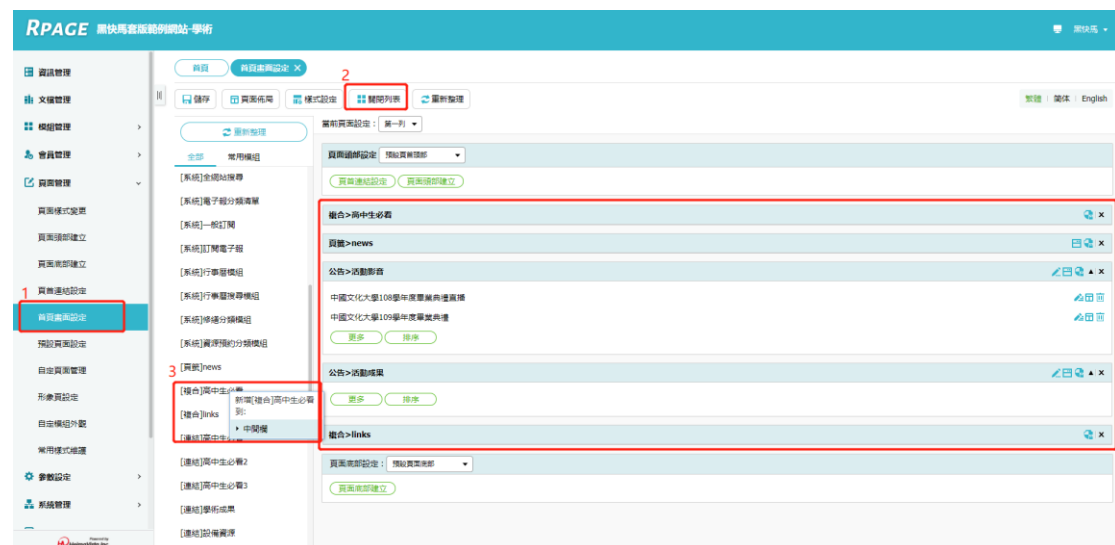 RPAGE 黑快馬套版範例網站-學術
黑快馬
資訊管理
文檔管理
模組管理
會員管理
頁面管理
頁面樣式變更
頁面頭部建立
頁面底部建立
頁首連結設定
1
首頁畫面設定
預設頁面設定
自定頁面管理
形象頁設定
自定模組外觀
常用樣式維護
參數設定
系統管理
Powered by
首頁
首頁畫面設定 X
2
儲存
頁面佈局
樣式設定
開閉列表
重新整理
繁體 | 简体 | English
重新整理
全部
常用模組
[系統]全網站搜尋
[系統]電子報分類清單
[系統]一般訂閱
[系統]訂閱電子報
[系統]行事曆模組
[系統]行事曆搜尋模組
[系統]修繕分類模組
[系統]資源預約分類模組
[頁籤]news
3
[複合]高中生必看
[複合]links
新增[複合]高中生必看
到:
中間欄
[連結]高中生必看2
[連結]高中生必看3
[連結]學術成果
[連結]設備資源
當前頁面設定: 第一列
頁面頭部設定 預設頁首頭部
頁首連結設定
頁面頭部建立
複合>高中生必看
頁籤>news
公告>活動影音
中國文化大學108學年度畢業典禮直播
中國文化大學109學年度畢業典禮
更多
排序
公告>活動成果
更多
排序
複合>links
頁面底部設定: 預設頁面底部
頁面底部建立